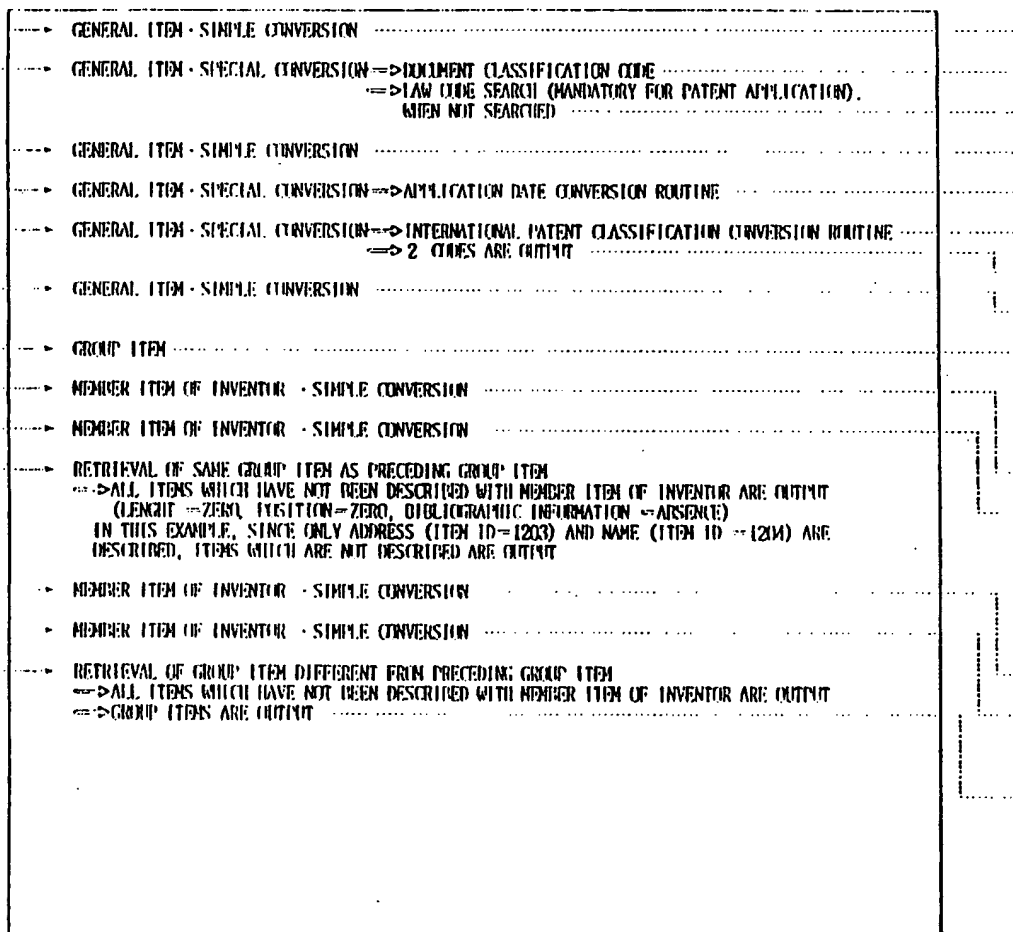 GENERAL ITEM · SIMPLE CONVERSION
GENERAL ITEM · SPECIAL CONVERSION =>DOCUMENT CLASSIFICATION CODE
=>LAW CODE SEARCH (MANDATORY FOR PATENT APPLICATION).
WHEN NOT SEARCHED
GENERAL ITEM · SIMPLE CONVERSION
GENERAL ITEM · SPECIAL CONVERSION =>APPLICATION DATE CONVERSION ROUTINE
GENERAL ITEM · SPECIAL CONVERSION =>INTERNATIONAL PATENT CLASSIFICATION CONVERSION ROUTINE
=>2 CODES ARE OUTPUT
GENERAL ITEM · SIMPLE CONVERSION
GROUP ITEM
MEMBER ITEM OF INVENTOR · SIMPLE CONVERSION
MEMBER ITEM OF INVENTOR · SIMPLE CONVERSION
RETRIEVAL OF SAME GROUP ITEM AS PRECEDING GROUP ITEM
=>ALL ITEMS WHICH HAVE NOT BEEN DESCRIBED WITH MEMBER ITEM OF INVENTOR ARE OUTPUT
(LENGHT =ZERO, POSITION=ZERO, BIBLIOGRAPHIC INFORMATION =ABSENCE)
IN THIS EXAMPLE, SINCE ONLY ADDRESS (ITEM ID=1203) AND NAME (ITEM ID =1204) ARE
DESCRIBED, ITEMS WHICH ARE NOT DESCRIBED ARE OUTPUT
MEMBER ITEM OF INVENTOR · SIMPLE CONVERSION
MEMBER ITEM OF INVENTOR · SIMPLE CONVERSION
RETRIEVAL OF GROUP ITEM DIFFERENT FROM PRECEDING GROUP ITEM
=>ALL ITEMS WHICH HAVE NOT BEEN DESCRIBED WITH MEMBER ITEM OF INVENTOR ARE OUTPUT
=>GROUP ITEMS ARE OUTPUT